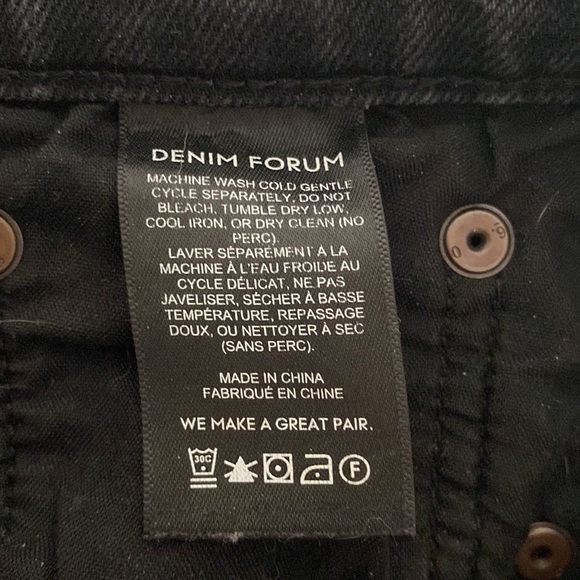 DENIM FORUM
MACHINE WASH COLD GENTLE
CYCLE SEPARATELY, DO NOT
BLEACH, TUMBLE DRY LOW,
COOL IRON, OR DRY CLEAN (NO
PERC).
LAVER SÉPARÉMENT À LA
MACHINE À L'EAU FROIDE AU
CYCLE DÉLICAT, NE PAS
JAVELISER, SÉCHER À BASSE
TEMPÉRATURE, REPASSAGE
DOUX, OU NETTOYER À SEC
(SANS PERC).
MADE IN CHINA
FABRIQUÉ EN CHINE
WE MAKE A GREAT PAIR.
30C F